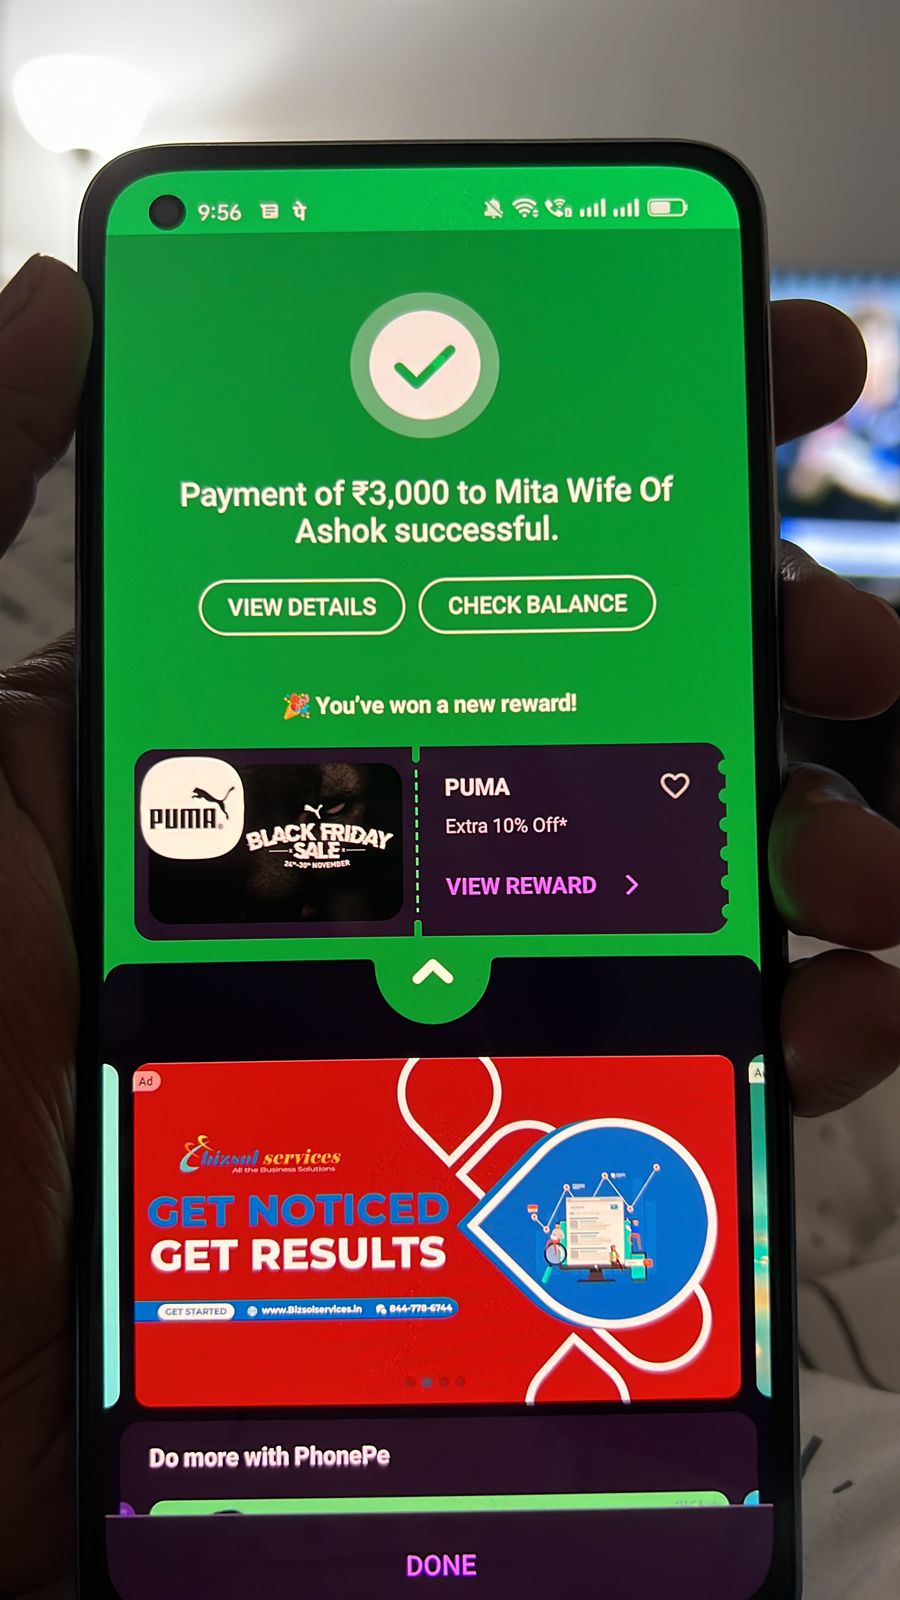 9:56 पे
Payment of ₹3,000 to Mita Wife Of
Ashok successful.
VIEW DETAILS CHECK BALANCE
🎉 You've won a new reward!
PUMA
BLACK FRIDAY
SALE
24TH-30TH NOVEMBER
PUMA
Extra 10% Off*
VIEW REWARD >
Ad
bizsol services
All the Business Solutions
GET NOTICED
GET RESULTS
GET STARTED www.Bizsolservices.in 844-778-6744
Do more with PhonePe
DONE